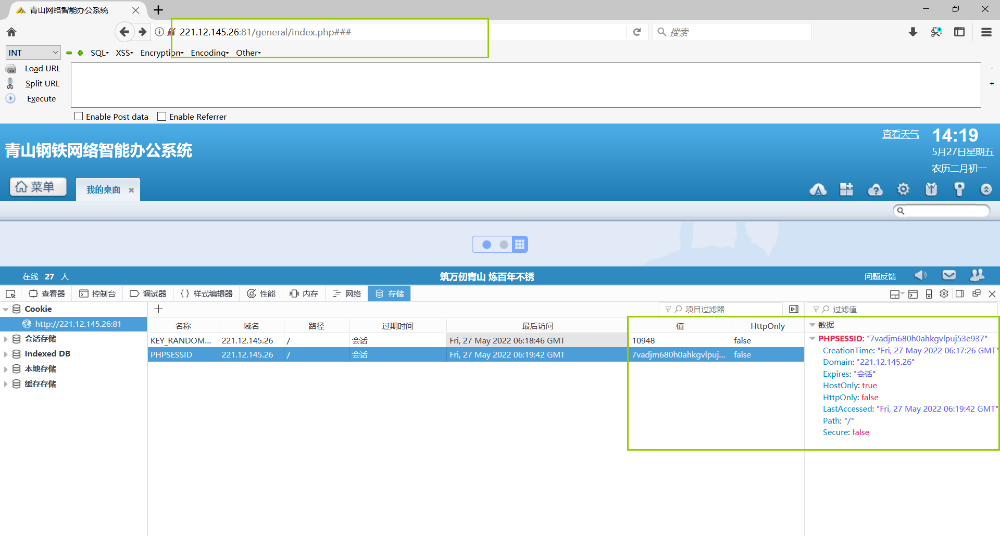 青山网络智能办公系统
221.12.145.26:81/general/index.php###
搜索
INT
SQL
XSS
Encryption
Encoding
Other
Load URL
Split URL
Execute
-
+
Enable Post data
Enable Referrer
查看天气
14:19
5月27日星期五
农历二月初一
青山钢铁网络智能办公系统
菜单
我的桌面
在线 27 人
筑万仞青山 炼百年不锈
问题反馈
查看器
控制台
调试器
样式编辑器
性能
内存
网络
存储
Cookie
http://221.12.145.26:81
会话存储
Indexed DB
本地存储
缓存存储
项目过滤器
过滤值
名称 域名 路径 过期时间 最后访问 值 HttpOnly
KEY_RANDOM... 221.12.145.26 / 会话 Fri, 27 May 2022 06:18:46 GMT 10948 false
PHPSESSID 221.12.145.26 / 会话 Fri, 27 May 2022 06:19:42 GMT 7vadjm680h0ahkgvlpuj... false
数据
PHPSESSID: "7vadjm680h0ahkgvlpuj53e937"
CreationTime: "Fri, 27 May 2022 06:17:26 GMT"
Domain: "221.12.145.26"
Expires: "会话"
HostOnly: true
HttpOnly: false
LastAccessed: "Fri, 27 May 2022 06:19:42 GMT"
Path: "/"
Secure: false